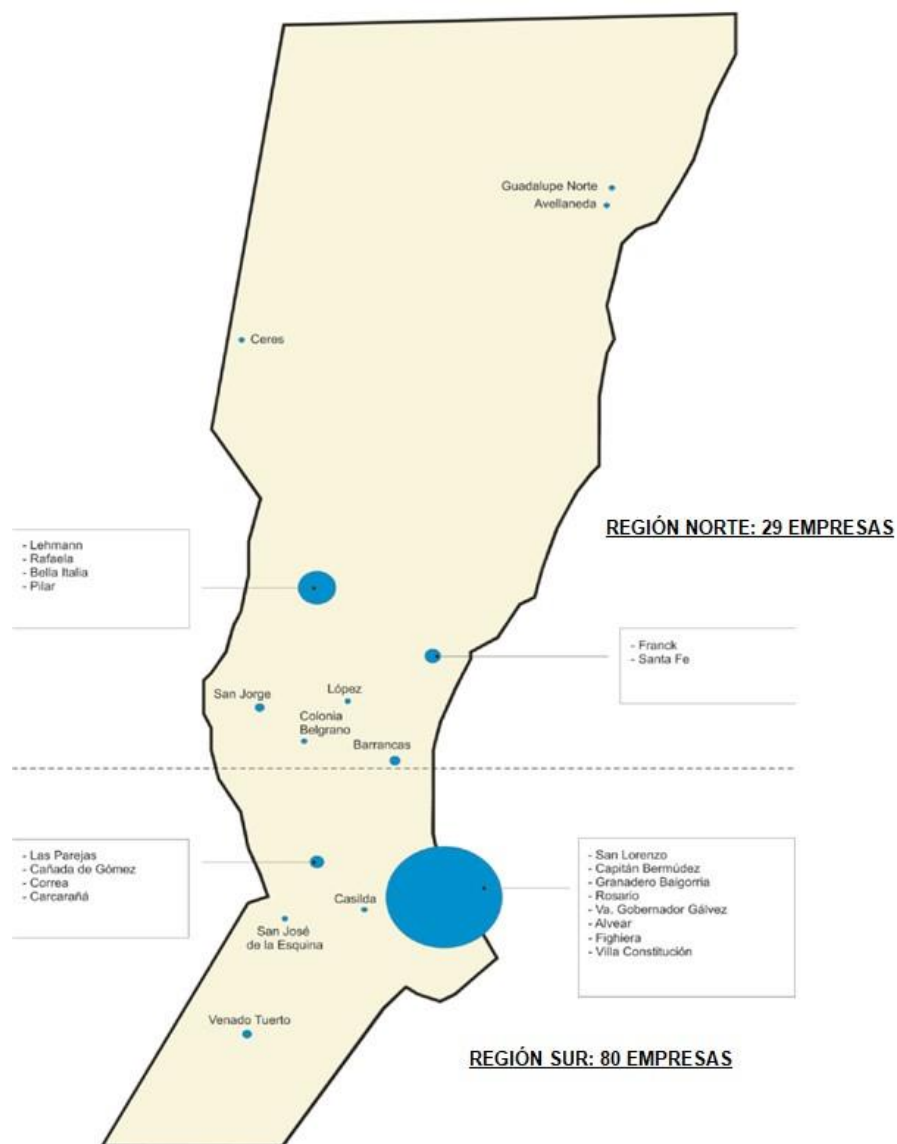 Guadalupe Norte
Avellaneda
Ceres
REGIÓN NORTE: 29 EMPRESAS
- Lehmann
- Rafaela
- Bella Italia
- Pilar
- Franck
- Santa Fe
San Jorge
López
Colonia
Belgrano
Barrancas
- Las Parejas
- Cañada de Gómez
- Correa
- Carcarañá
- San Lorenzo
- Capitán Bermúdez
- Granadero Baigorria
- Rosario
- Va. Gobernador Gálvez
- Alvear
- Fighiera
- Villa Constitución
Casilda
San José
de la Esquina
Venado Tuerto
REGIÓN SUR: 80 EMPRESAS